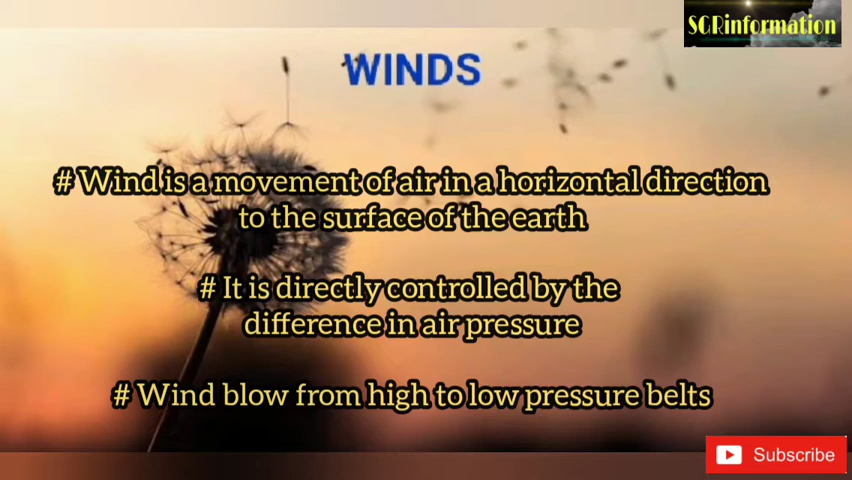 SGRinformation
WINDS
# Wind is a movement of air in a horizontal direction
to the surface of the earth
# It is directly controlled by the
difference in air pressure
# Wind blow from high to low pressure belts
Subscribe